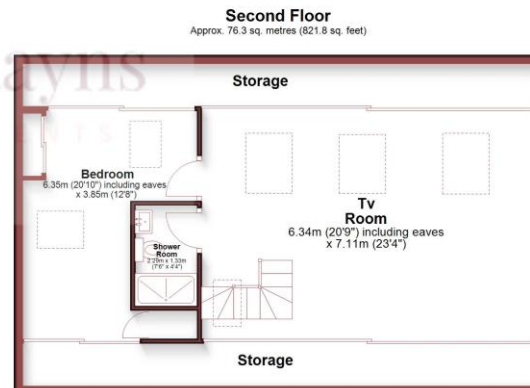 Second Floor
Approx. 76.3 sq. metres (821.8 sq. feet)
Storage
Bedroom
6.35m (20'10") including eaves
x 3.85m (12'8")
Tv
Room
6.34m (20'9") including eaves
x 7.11m (23'4")
Shower
Room
2.29m x 1.33m
(7'6" x 4'4")
Storage